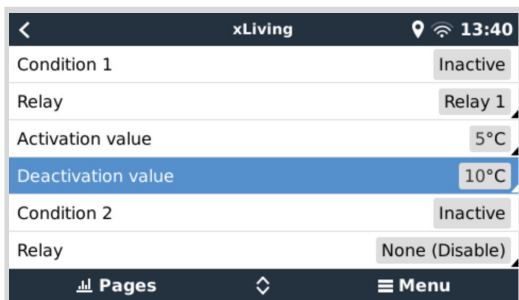 xLiving 13:40
Condition 1 Inactive
Relay Relay 1
Activation value 5°C
Deactivation value 10°C
Condition 2 Inactive
Relay None (Disable)
Pages Menu